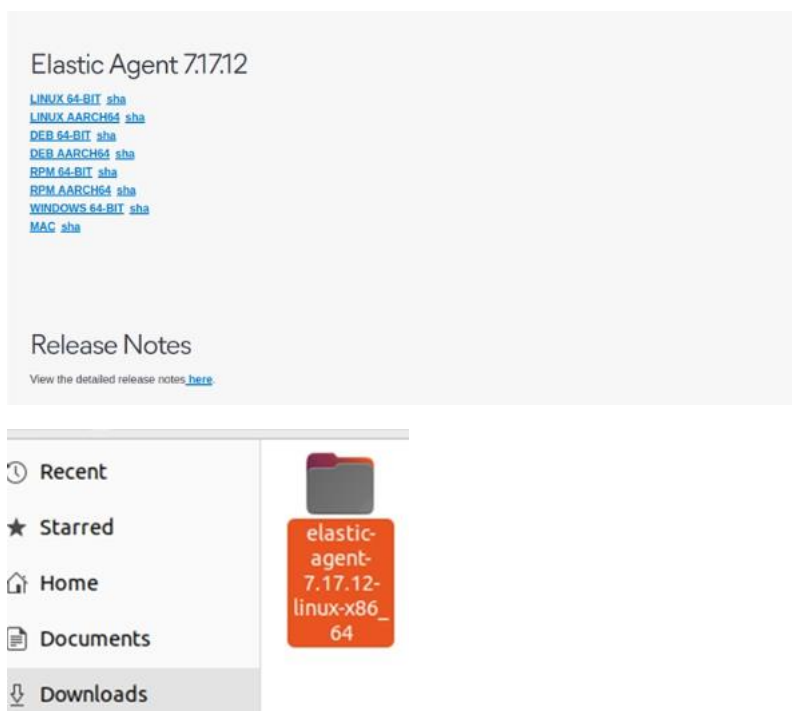 Elastic Agent 7.17.12
LINUX 64-BIT sha
LINUX AARCH64 sha
DEB 64-BIT sha
DEB AARCH64 sha
RPM 64-BIT sha
RPM AARCH64 sha
WINDOWS 64-BIT sha
MAC sha
Release Notes
View the detailed release notes here.
Recent
Starred
Home
Documents
Downloads
elastic-
agent-
7.17.12-
linux-x86_
64